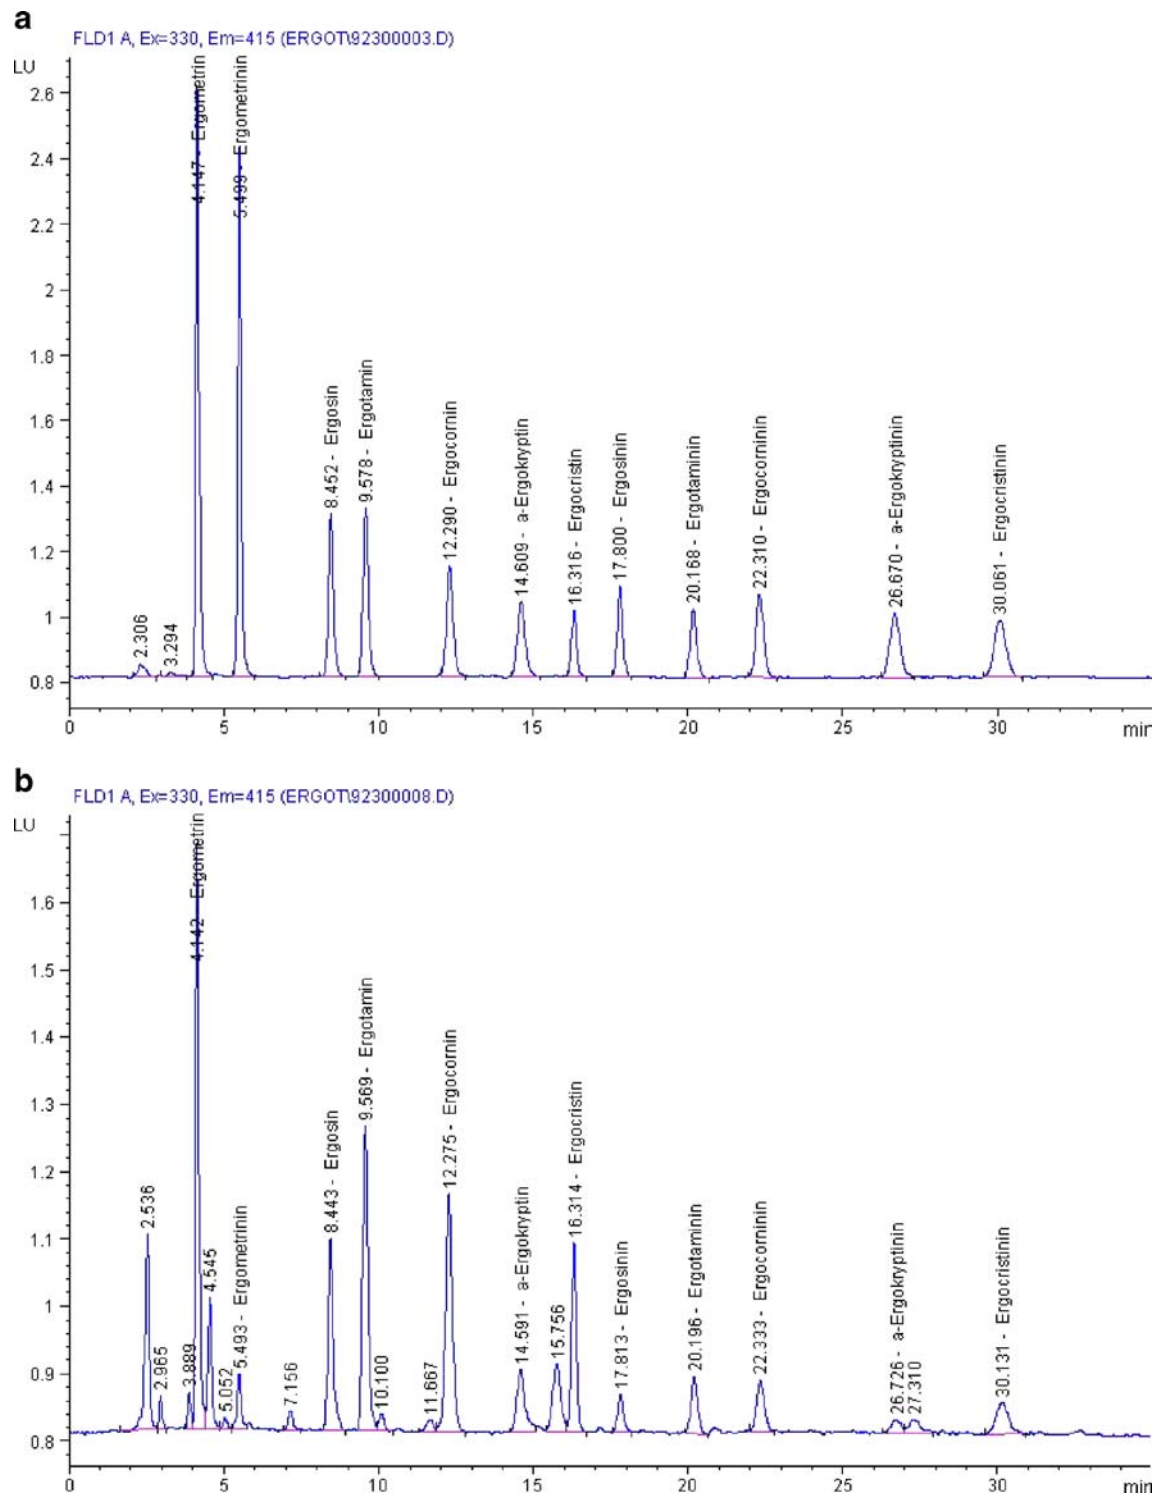 a
FLD1 A, Ex=330, Em=415 (ERGOT\92300003.D)
LU
2.6
2.4
2.2
2
1.8
1.6
1.4
1.2
1
0.8
2.306
3.294
4.147 - Ergometrin
5.499 - Ergometrinin
8.452 - Ergosin
9.578 - Ergotamin
12.290 - Ergocornin
14.609 - a-Ergokryptin
16.316 - Ergocristin
17.800 - Ergosinin
20.168 - Ergotaminin
22.310 - Ergocorninin
26.670 - a-Ergokryptinin
30.061 - Ergocristinin
0 5 10 15 20 25 30 min
b
FLD1 A, Ex=330, Em=415 (ERGOT\92300008.D)
LU
1.6
1.5
1.4
1.3
1.2
1.1
1
0.9
0.8
2.536
2.965
3.889
4.142 - Ergometrin
4.545
5.052
5.493 - Ergometrinin
7.156
8.443 - Ergosin
9.569 - Ergotamin
10.100
11.667
12.275 - Ergocornin
14.591 - a-Ergokryptin
15.756
16.314 - Ergocristin
17.813 - Ergosinin
20.196 - Ergotaminin
22.333 - Ergocorninin
26.726 - a-Ergokryptinin
27.310
30.131 - Ergocristinin
0 5 10 15 20 25 30 min